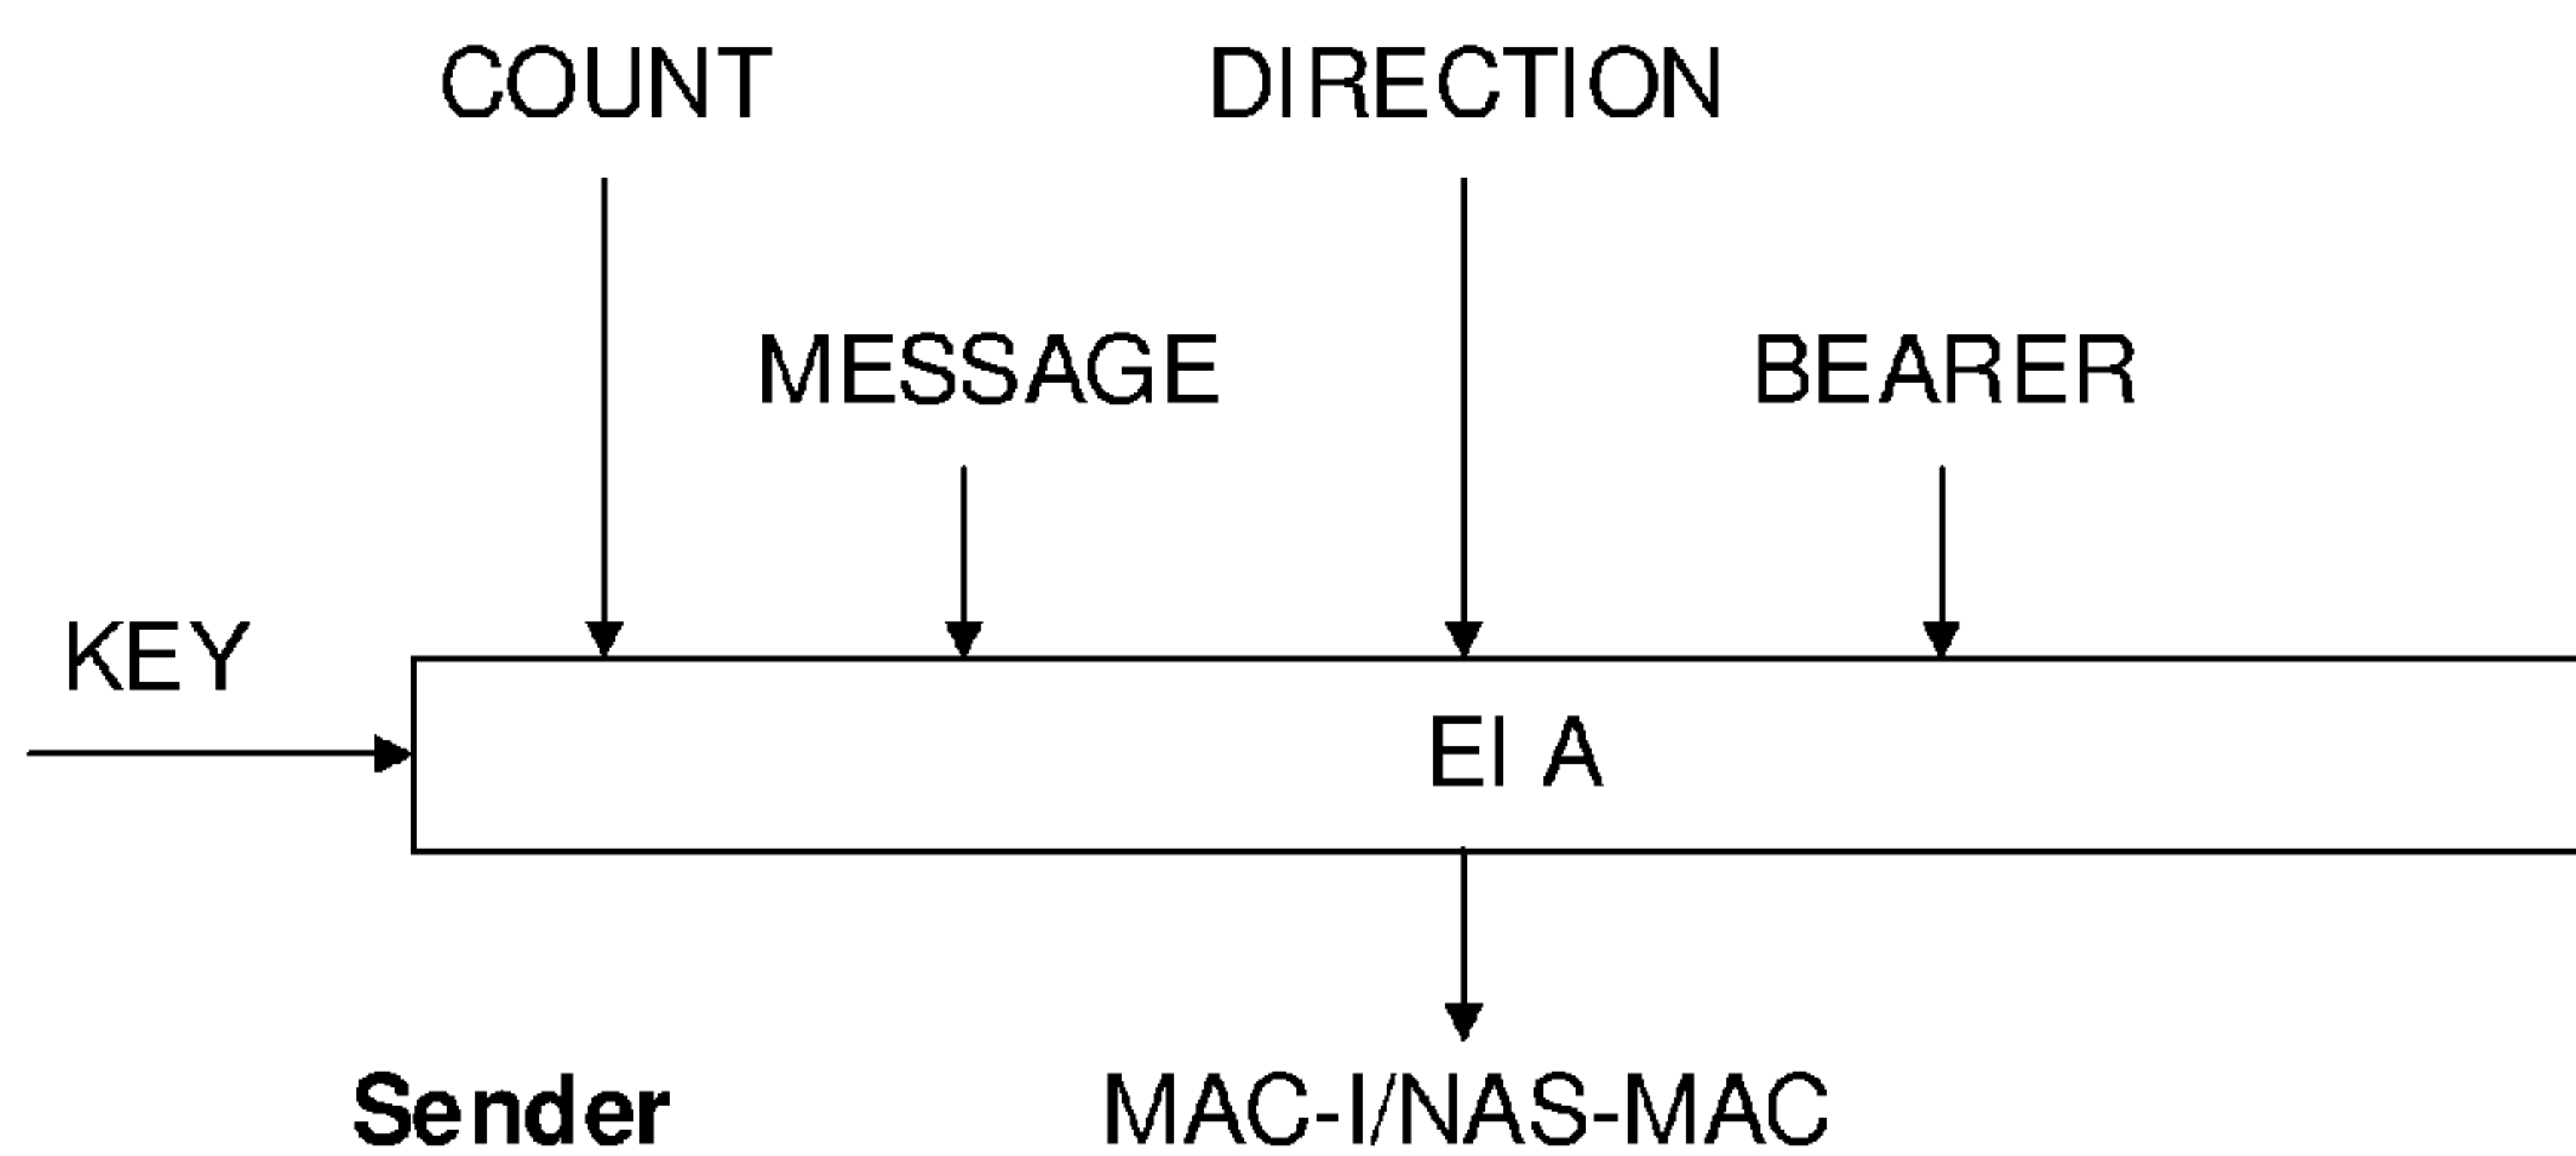 COUNT DIRECTION
MESSAGE BEARER
KEY
EI A
Sender MAC-I/NAS-MAC